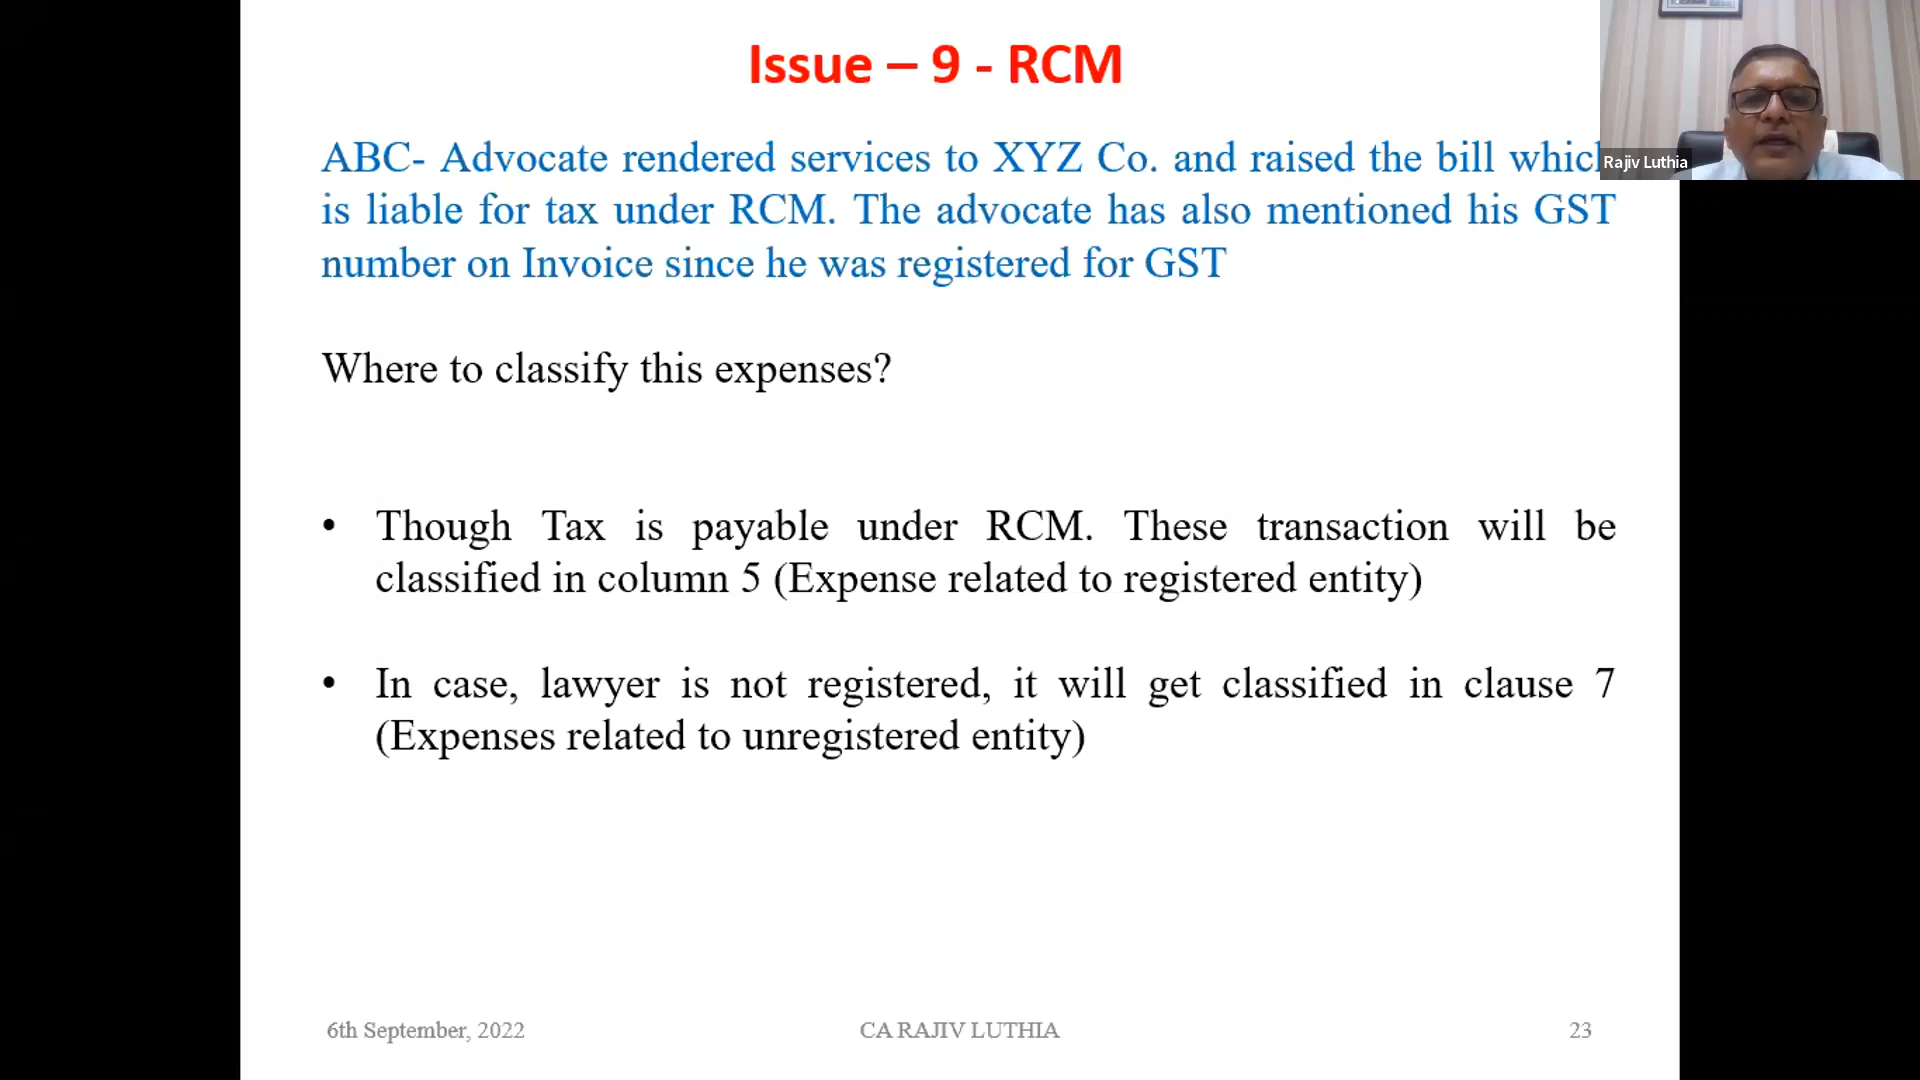 Issue – 9 - RCM
ABC- Advocate rendered services to XYZ Co. and raised the bill which
is liable for tax under RCM. The advocate has also mentioned his GST
number on Invoice since he was registered for GST
Where to classify this expenses?
• Though Tax is payable under RCM. These transaction will be
classified in column 5 (Expense related to registered entity)
• In case, lawyer is not registered, it will get classified in clause 7
(Expenses related to unregistered entity)
6th September, 2022
CA RAJIV LUTHIA
23
Rajiv Luthia